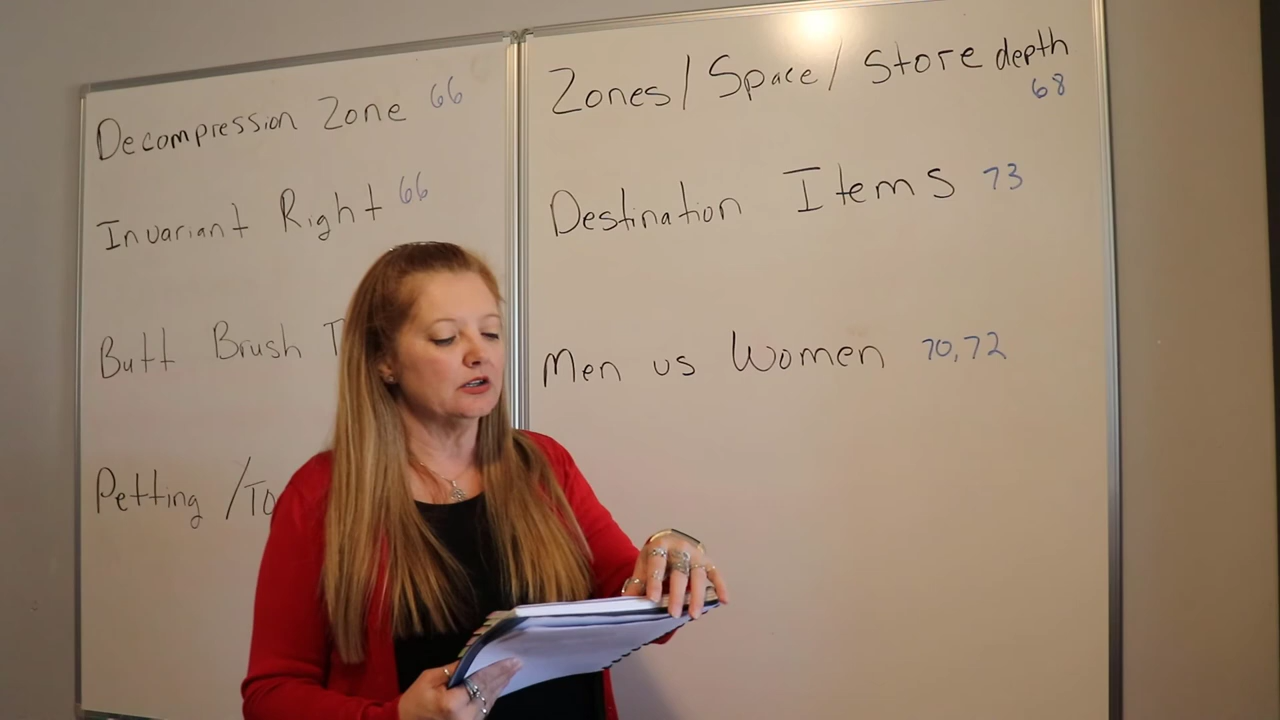 Decompression Zone 66
Invariant Right 66
Butt Brush
Petting /To
Zones / Space / Store depth
68
Destination Items 73
Men vs Women 70,72